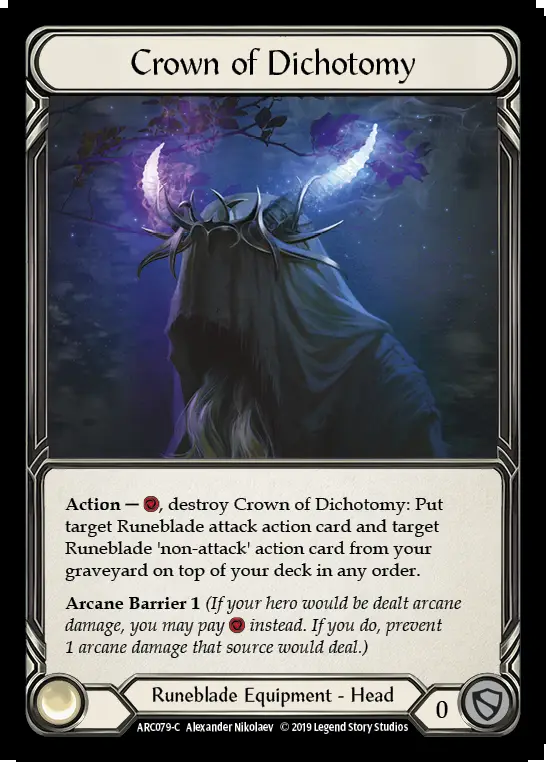 Crown of Dichotomy
Action — , destroy Crown of Dichotomy: Put
target Runeblade attack action card and target
Runeblade 'non-attack' action card from your
graveyard on top of your deck in any order.
Arcane Barrier 1 (If your hero would be dealt arcane
damage, you may pay instead. If you do, prevent
1 arcane damage that source would deal.)
Runeblade Equipment - Head
0
ARC079-C Alexander Nikolaev © 2019 Legend Story Studios